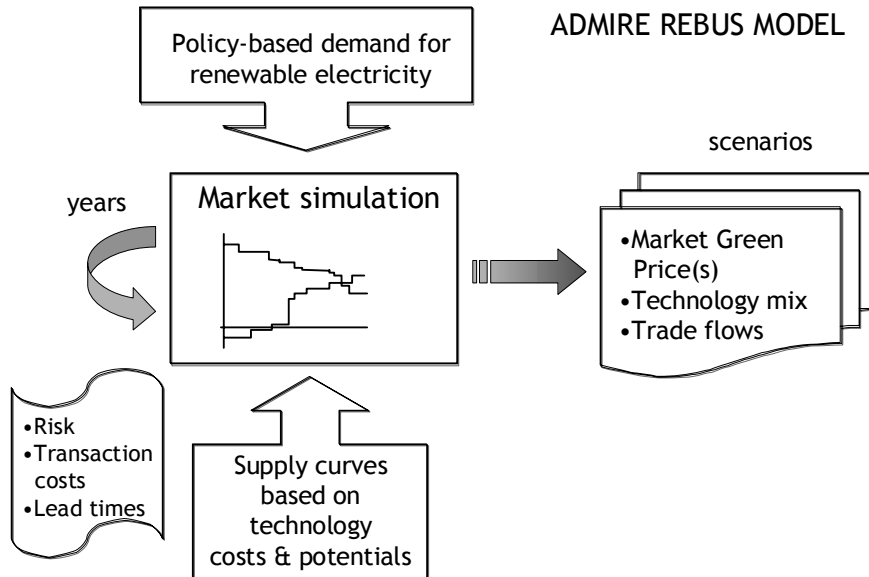 ADMIRE REBUS MODEL
Policy-based demand for
renewable electricity
scenarios
years
Market simulation
•Market Green
Price(s)
•Technology mix
•Trade flows
•Risk
•Transaction
costs
•Lead times
Supply curves
based on
technology
costs & potentials